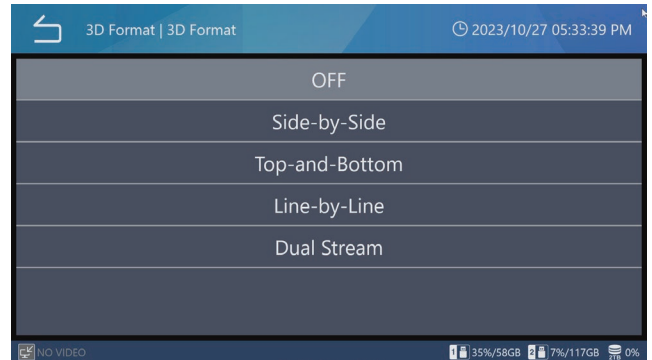 3D Format | 3D Format
2023/10/27 05:33:39 PM
OFF
Side-by-Side
Top-and-Bottom
Line-by-Line
Dual Stream
NO VIDEO
1 35%/58GB 2 7%/117GB 2TB 0%